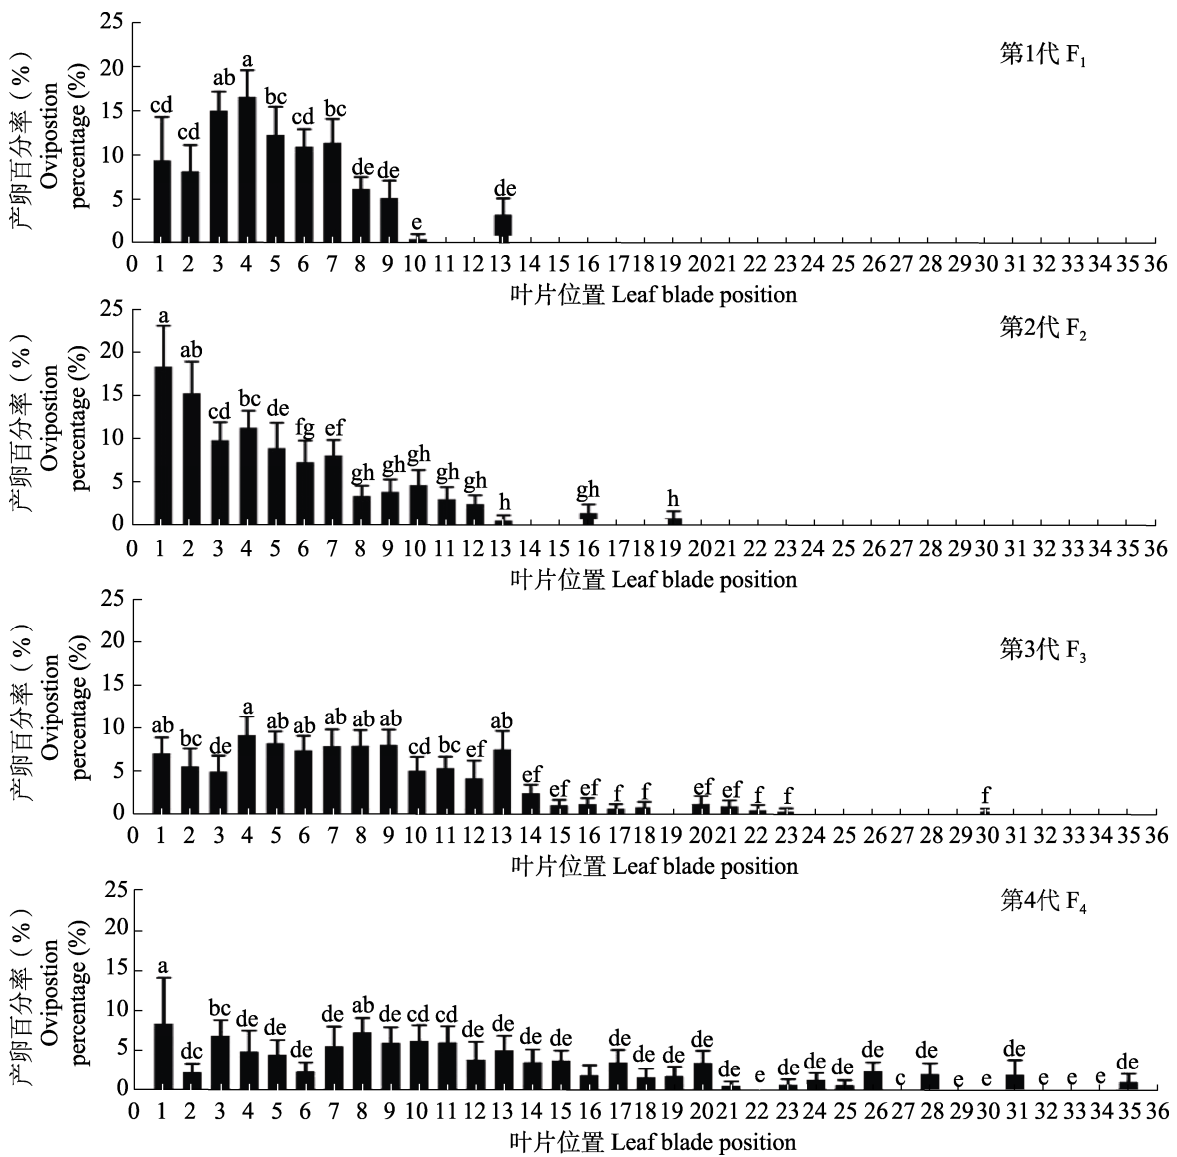 第1代 F₁
产卵百分率（%）
Ovipostion
percentage (%)
25
20
15
10
5
0
cd cd ab a bc cd bc de de e de
0 1 2 3 4 5 6 7 8 9 10 11 12 13 14 15 16 17 18 19 20 21 22 23 24 25 26 27 28 29 30 31 32 33 34 35 36
叶片位置 Leaf blade position
第2代 F₂
产卵百分率（%）
Ovipostion
percentage (%)
25
20
15
10
5
0
a ab cd bc de fg ef gh gh gh gh gh h gh h
0 1 2 3 4 5 6 7 8 9 10 11 12 13 14 15 16 17 18 19 20 21 22 23 24 25 26 27 28 29 30 31 32 33 34 35 36
叶片位置 Leaf blade position
第3代 F₃
产卵百分率（%）
Ovipostion
percentage (%)
25
20
15
10
5
0
ab bc de a ab ab ab ab ab cd bc ef ab ef ef ef f f ef ef f f f
0 1 2 3 4 5 6 7 8 9 10 11 12 13 14 15 16 17 18 19 20 21 22 23 24 25 26 27 28 29 30 31 32 33 34 35 36
叶片位置 Leaf blade position
第4代 F₄
产卵百分率（%）
Ovipostion
percentage (%)
25
20
15
10
5
0
a dc bc de de de de ab de cd cd de de de de de de de de de e de de de de c de e e de e e e de
0 1 2 3 4 5 6 7 8 9 10 11 12 13 14 15 16 17 18 19 20 21 22 23 24 25 26 27 28 29 30 31 32 33 34 35 36
叶片位置 Leaf blade position